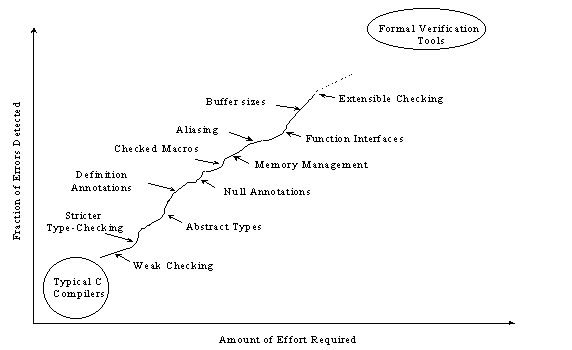 Formal Verification
Tools
Extensible Checking
Buffer sizes
Aliasing
Function Interfaces
Checked Macros
Memory Management
Definition
Annotations
Null Annotations
Stricter
Type-Checking
Abstract Types
Weak Checking
Typical C
Compilers
Fraction of Errors Detected
Amount of Effort Required